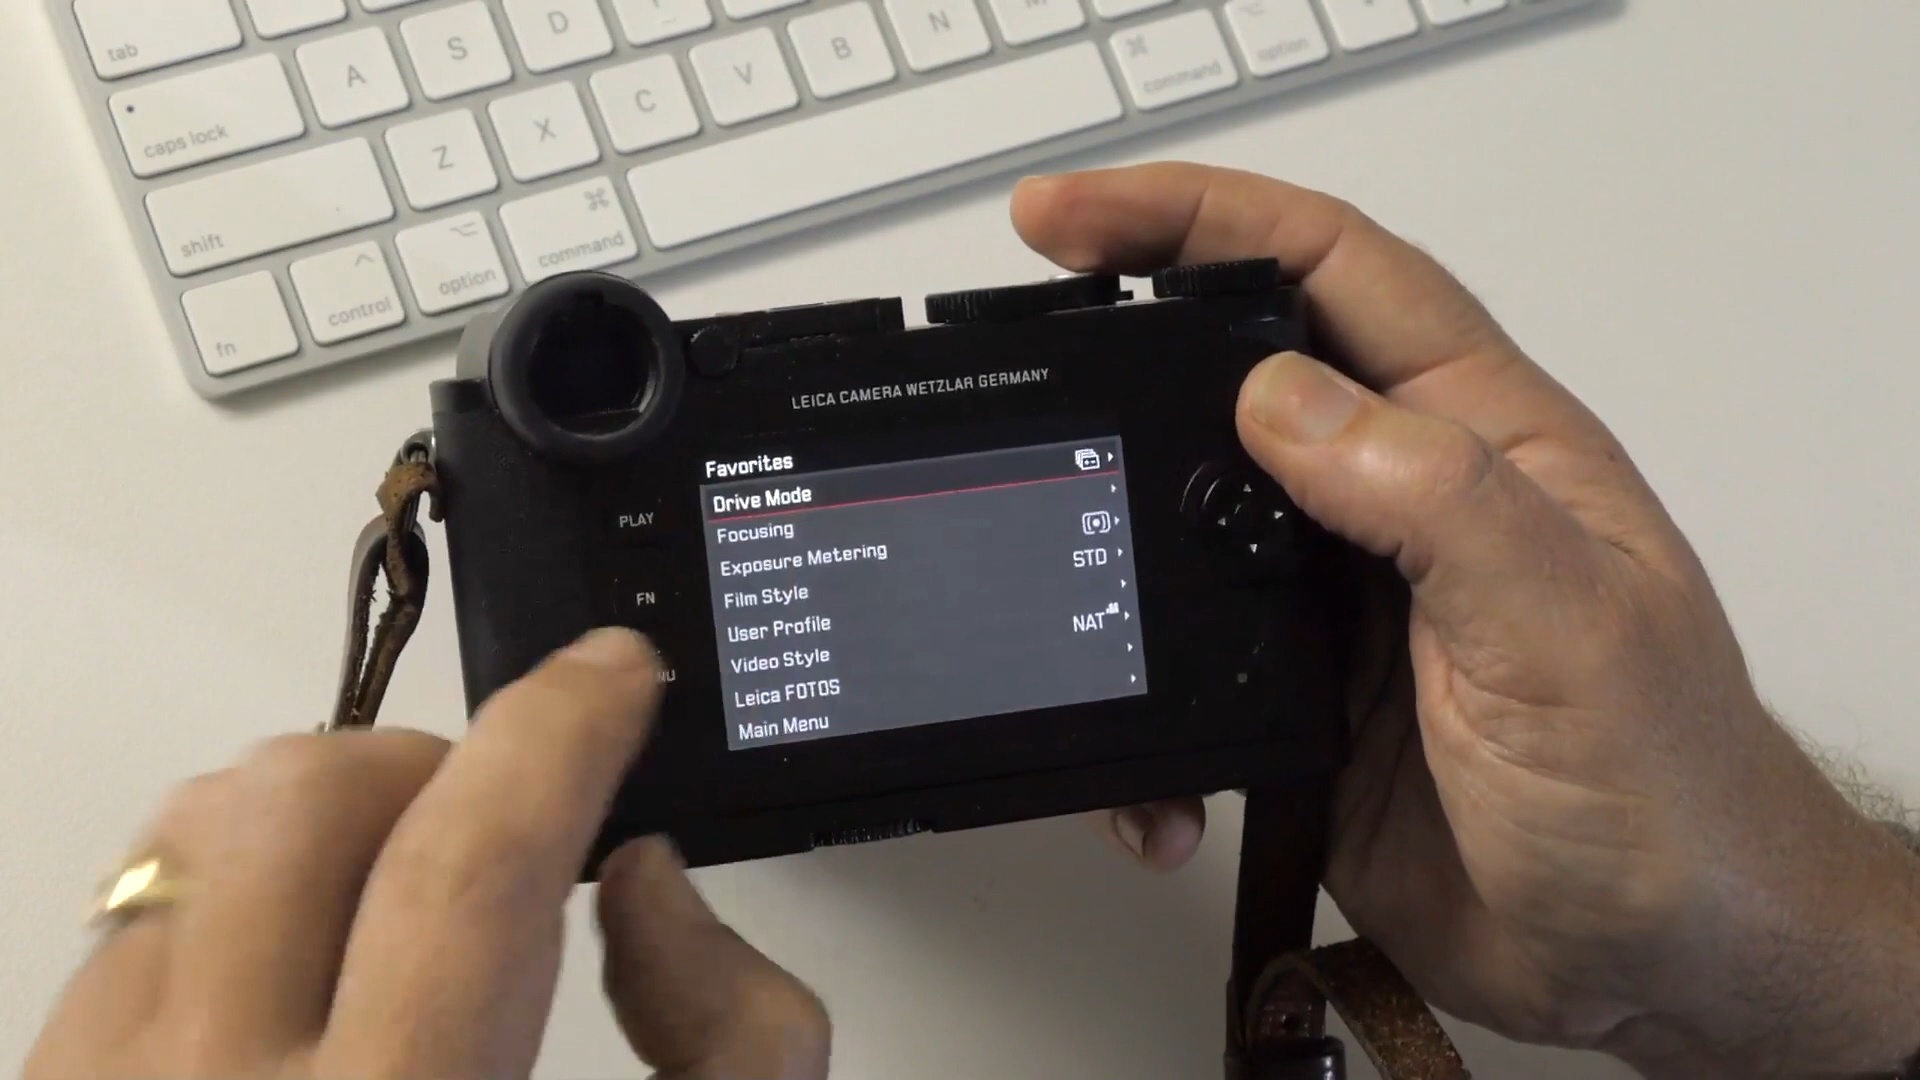 tab
caps lock
A
S
D
shift
Z
X
C
V
B
N
M
fn
control
option
command
command
option
LEICA CAMERA WETZLAR GERMANY
PLAY
FN
NU
Favorites
Drive Mode
Focusing
Exposure Metering
Film Style STD
User Profile
Video Style NAT
Leica FOTOS
Main Menu